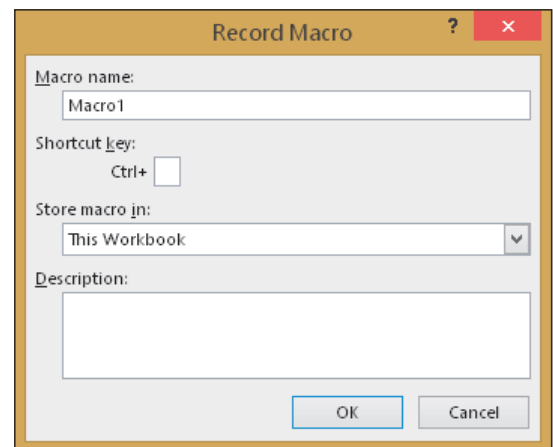 Record Macro
?
Macro name:
Macro1
Shortcut key:
Ctrl+
Store macro in:
This Workbook
Description:
OK Cancel